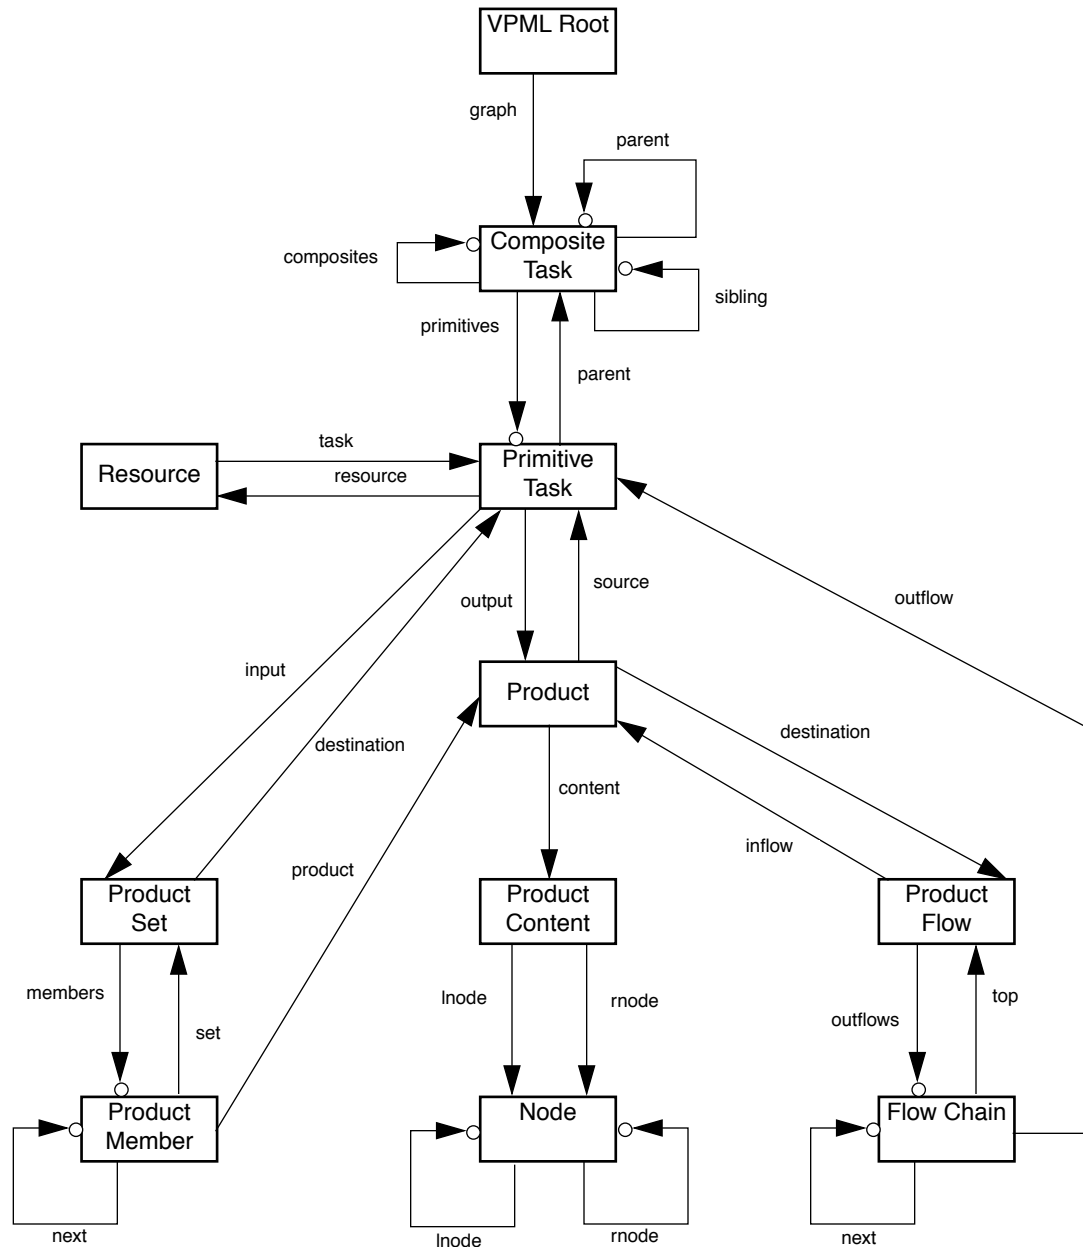 VPML Root
graph
parent
Composite
Task
composites
sibling
primitives
parent
task
Resource
resource
Primitive
Task
source
output
outflow
input
Product
destination
destination
content
inflow
product
Product
Set
Product
Content
Product
Flow
members
set
lnode
rnode
top
outflows
Product
Member
Node
Flow Chain
next
lnode
rnode
next